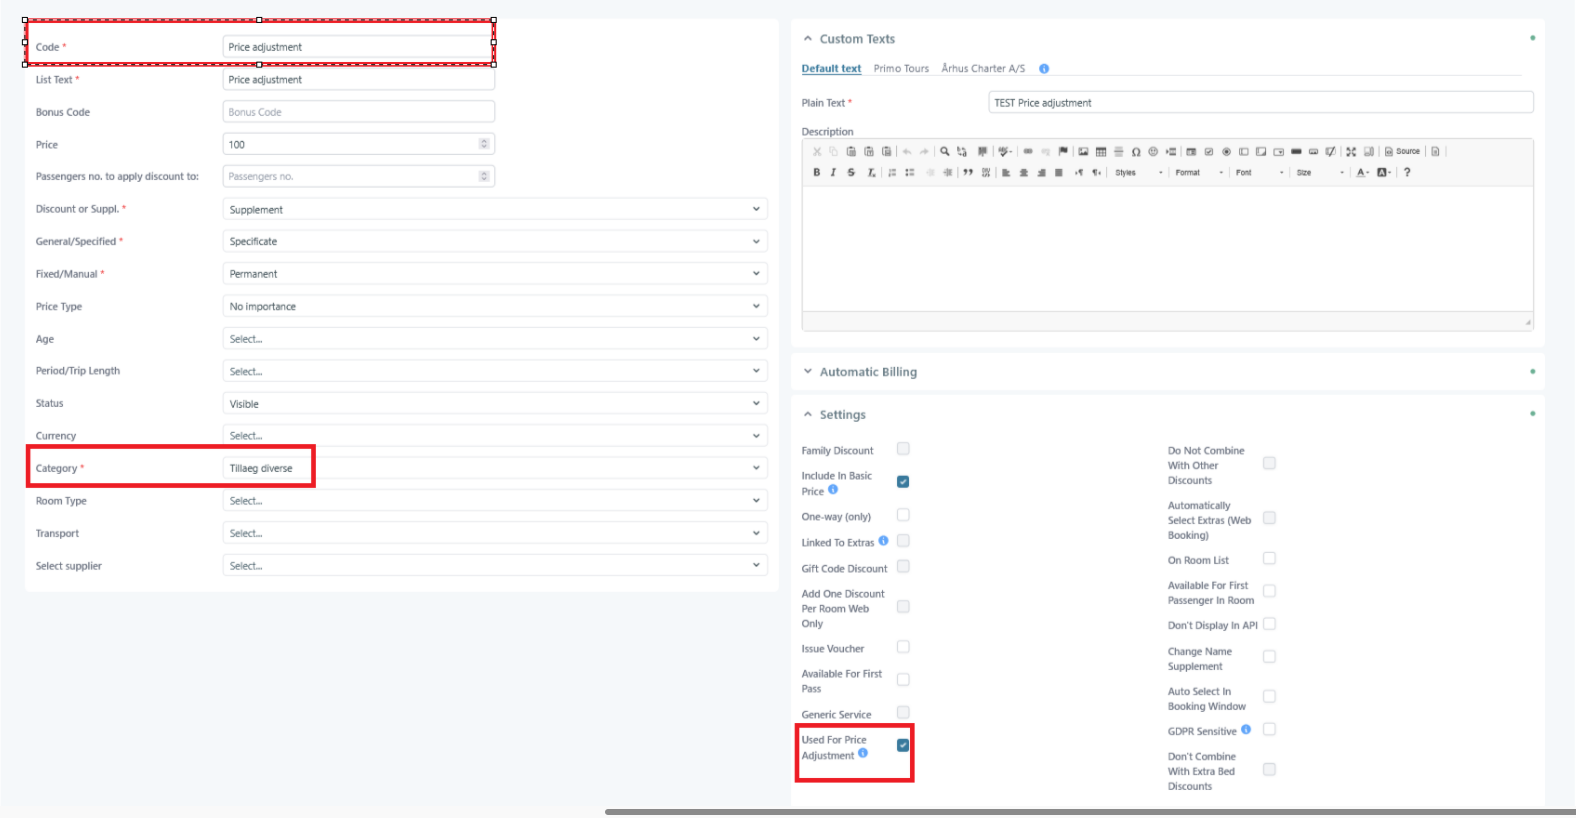 Code *
Price adjustment
List Text *
Price adjustment
Bonus Code
Bonus Code
Price
100
Passengers no. to apply discount to:
Passengers no.
Discount or Suppl. *
Supplement
General/Specified *
Specificate
Fixed/Manual *
Permanent
Price Type
No importance
Age
Select...
Period/Trip Length
Select...
Status
Visible
Currency
Select...
Category *
Tillaeg diverse
Room Type
Select...
Transport
Select...
Select supplier
Select...
Custom Texts
Default text Primo Tours Århus Charter A/S
Plain Text *
TEST Price adjustment
Description
Source
Styles Format Font Size
Automatic Billing
Settings
Family Discount
Include In Basic
Price
One-way (only)
Linked To Extras
Gift Code Discount
Add One Discount
Per Room Web
Only
Issue Voucher
Available For First
Pass
Generic Service
Used For Price
Adjustment
Do Not Combine
With Other
Discounts
Automatically
Select Extras (Web
Booking)
On Room List
Available For First
Passenger In Room
Don't Display In API
Change Name
Supplement
Auto Select In
Booking Window
GDPR Sensitive
Don't Combine
With Extra Bed
Discounts